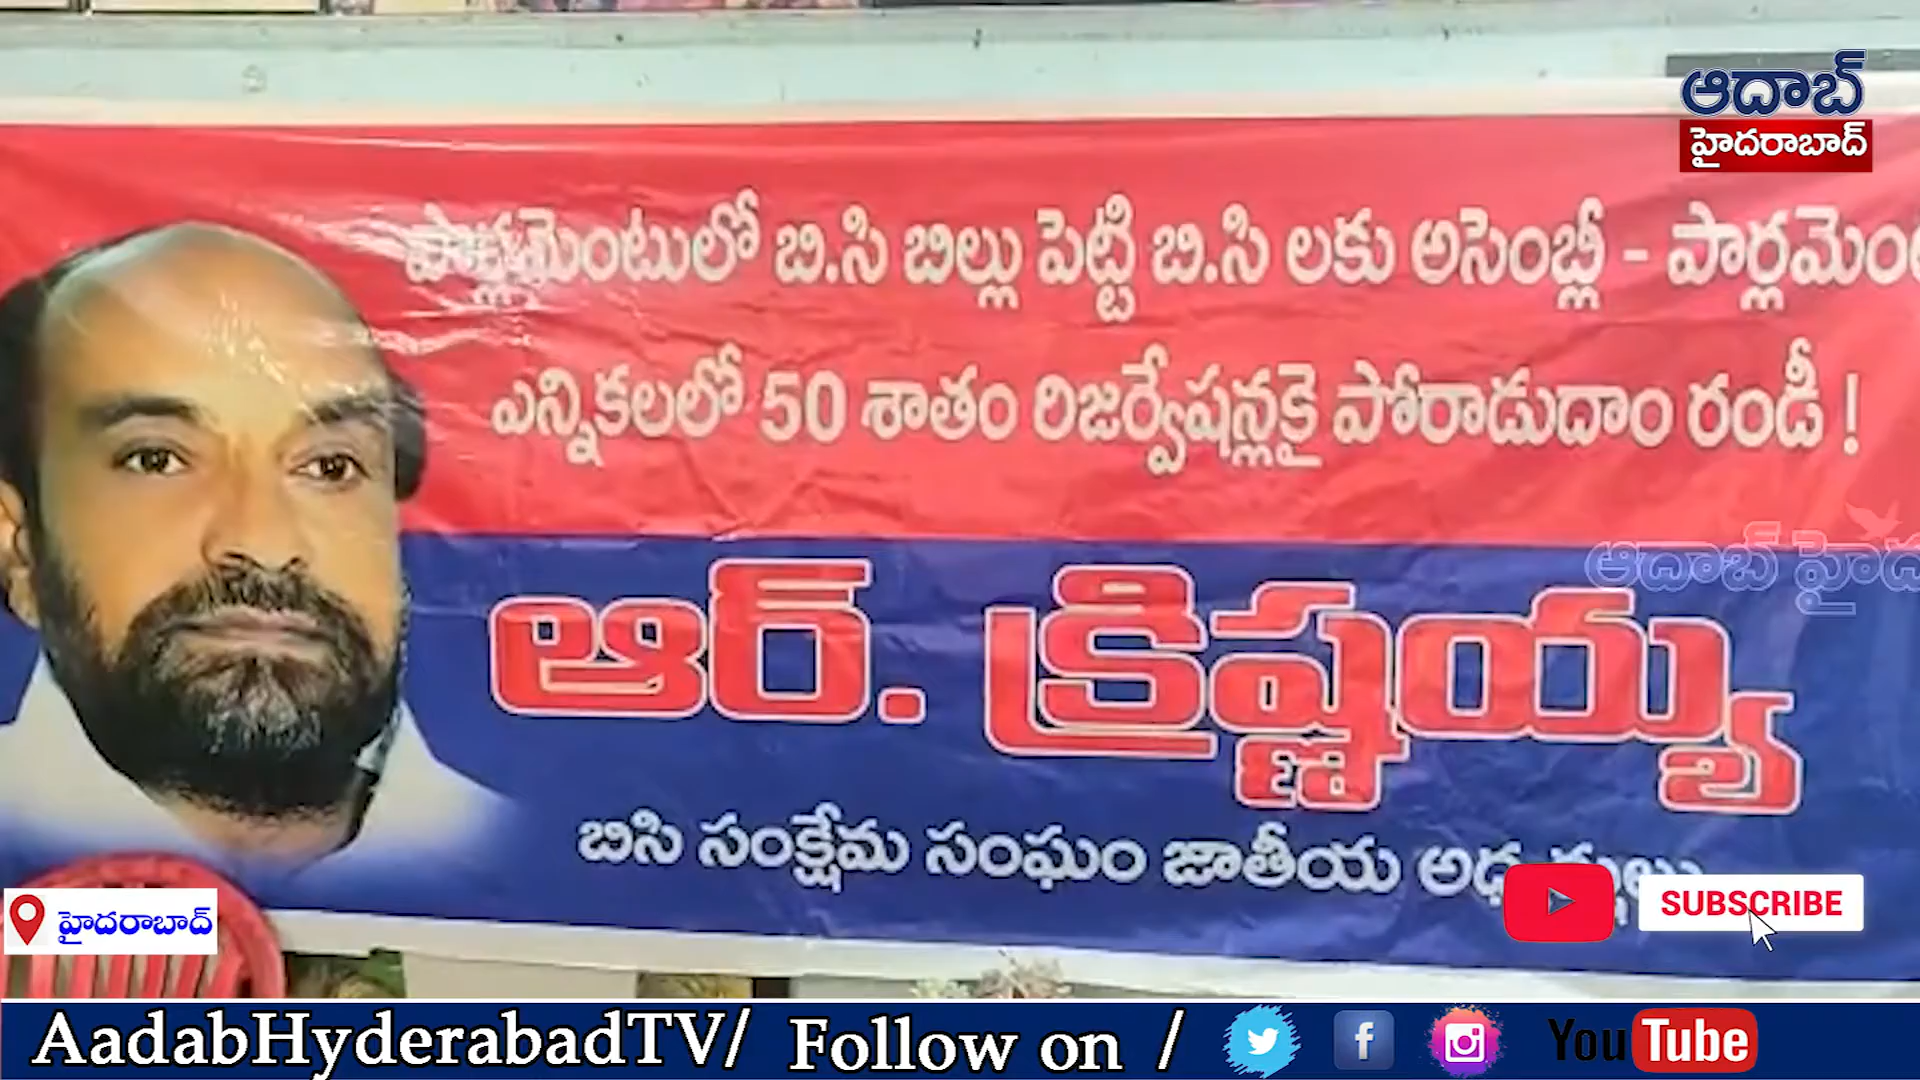 ఆదాబ్
హైదరాబాద్
పార్లమెంటులో బి.సి బిల్లు పెట్టి బి.సి లకు అసెంబ్లీ -
ఎన్నికలలో 50 శాతం రిజర్వేషన్లకై పోరాడుదాం రండీ !
ఆదాబ్
ఆర్. క్రిష్ణయ్య
బిసి సంక్షేమ సంఘం జాతీయ
SUBSCRIBE
హైదరాబాద్
AadabHyderabadTV/ Follow on / YouTube